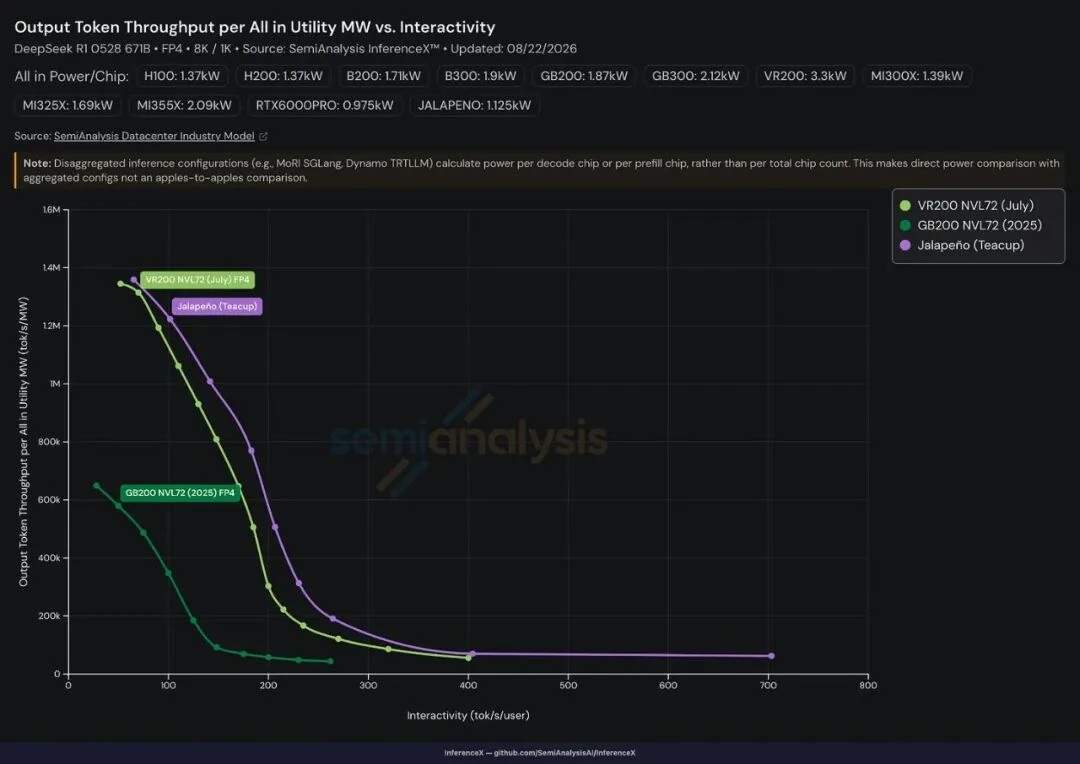 Output Token Throughput per All in Utility MW vs. Interactivity
DeepSeek R1 0528 671B • FP4 • 8K / 1K • Source: SemiAnalysis InferenceX™ • Updated: 08/22/2026
All in Power/Chip: H100: 1.37kW H200: 1.37kW B200: 1.71kW B300: 1.9kW GB200: 1.87kW GB300: 2.12kW VR200: 3.3kW MI300X: 1.39kW
MI325X: 1.69kW MI355X: 2.09kW RTX6000PRO: 0.975kW JALAPENO: 1.125kW
Source: SemiAnalysis Datacenter Industry Model
Note: Disaggregated inference configurations (e.g., MoRI SGLang, Dynamo TRTLLM) calculate power per decode chip or per prefill chip, rather than per total chip count. This makes direct power comparison with
aggregated configs not an apples-to-apples comparison.
VR200 NVL72 (July)
GB200 NVL72 (2025)
Jalapeño (Teacup)
Output Token Throughput per All in Utility MW (tok/s/MW)
1.6M
1.4M
1.2M
1M
800k
600k
400k
200k
0
VR200 NVL72 (July) FP4
Jalapeño (Teacup)
GB200 NVL72 (2025) FP4
semianalysis
0 100 200 300 400 500 600 700 800
Interactivity (tok/s/user)
InferenceX — github.com/SemiAnalysisAI/InferenceX